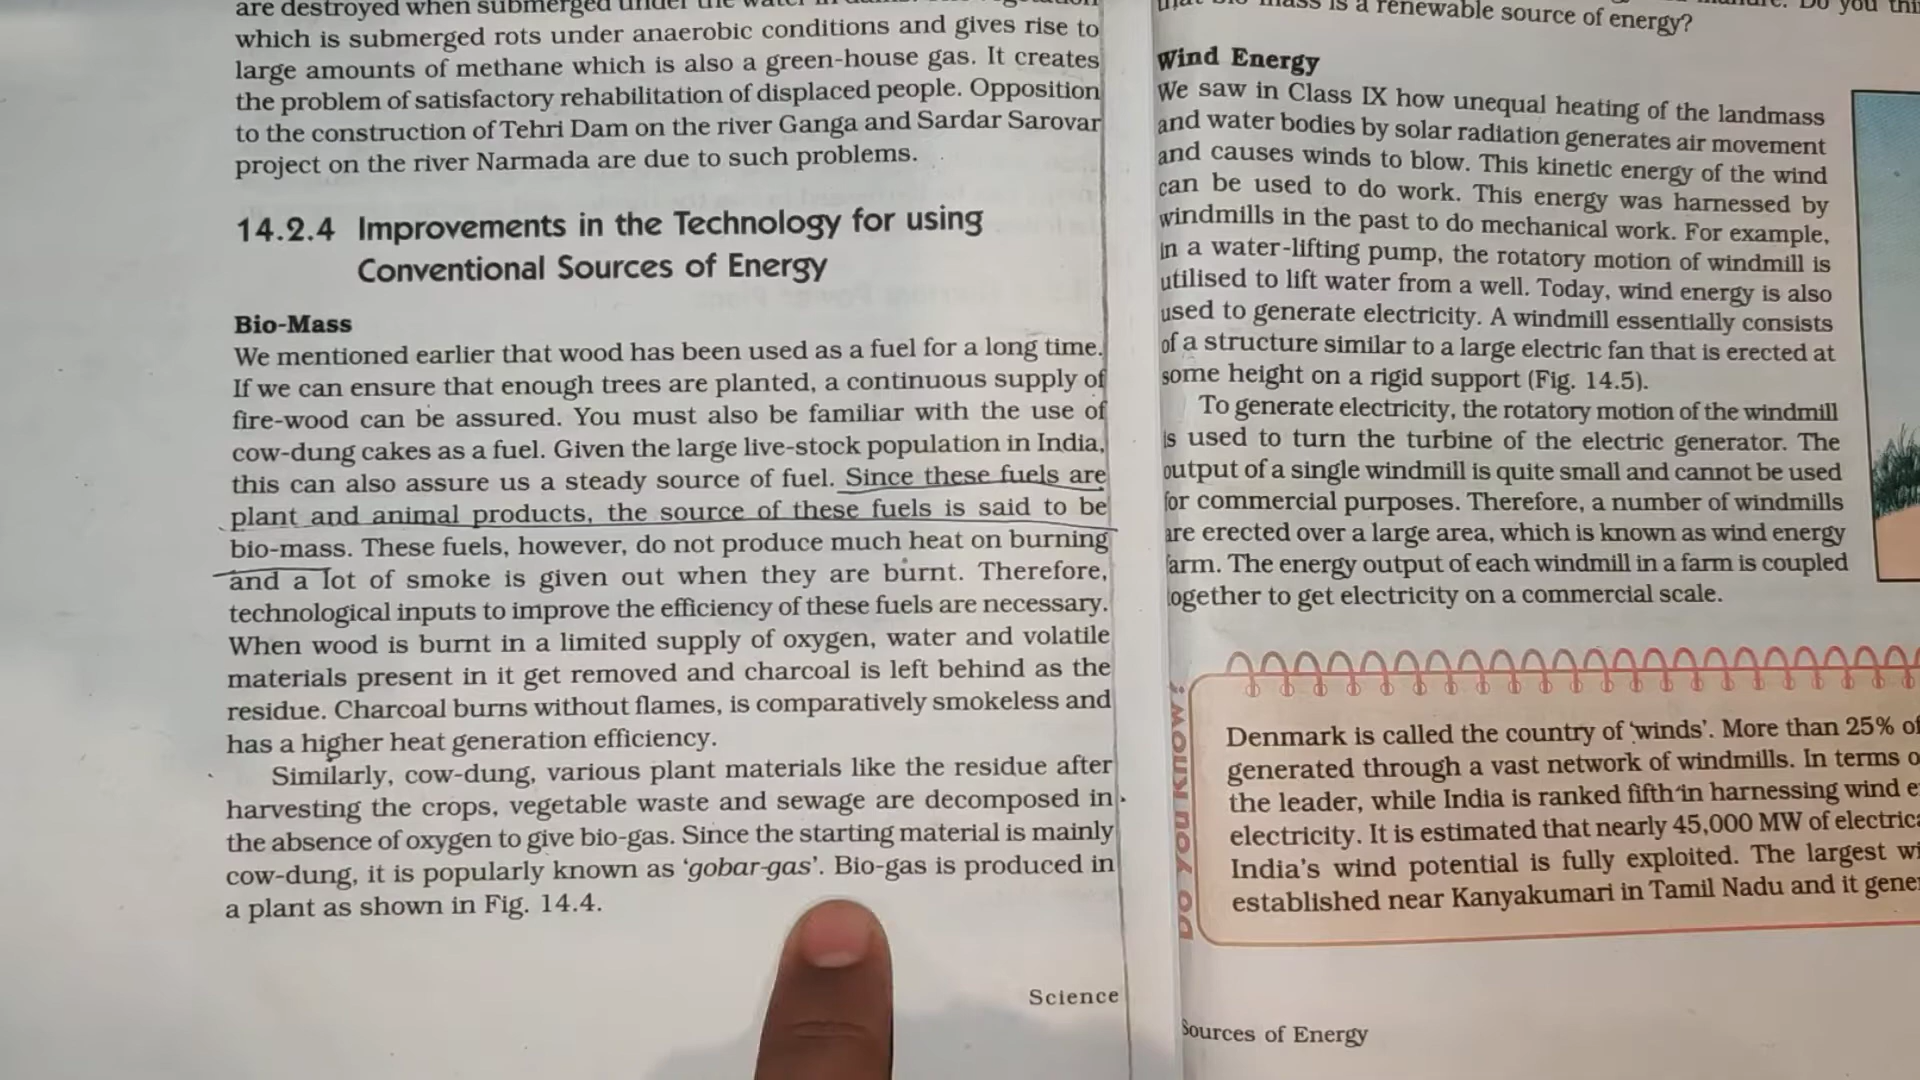 which is submerged rots under anaerobic conditions and gives rise to
large amounts of methane which is also a green-house gas. It creates
the problem of satisfactory rehabilitation of displaced people. Opposition
to the construction of Tehri Dam on the river Ganga and Sardar Sarovar
project on the river Narmada are due to such problems.
14.2.4 Improvements in the Technology for using
Conventional Sources of Energy
Bio-Mass
We mentioned earlier that wood has been used as a fuel for a long time.
If we can ensure that enough trees are planted, a continuous supply of
fire-wood can be assured. You must also be familiar with the use of
cow-dung cakes as a fuel. Given the large live-stock population in India,
this can also assure us a steady source of fuel. Since these fuels are
plant and animal products, the source of these fuels is said to be
bio-mass. These fuels, however, do not produce much heat on burning
and a lot of smoke is given out when they are burnt. Therefore,
technological inputs to improve the efficiency of these fuels are necessary.
When wood is burnt in a limited supply of oxygen, water and volatile
materials present in it get removed and charcoal is left behind as the
residue. Charcoal burns without flames, is comparatively smokeless and
has a higher heat generation efficiency.
Similarly, cow-dung, various plant materials like the residue after
harvesting the crops, vegetable waste and sewage are decomposed in
the absence of oxygen to give bio-gas. Since the starting material is mainly
cow-dung, it is popularly known as 'gobar-gas'. Bio-gas is produced in
a plant as shown in Fig. 14.4.
Science
is a renewable source of energy?
Wind Energy
We saw in Class IX how unequal heating of the landmass
and water bodies by solar radiation generates air movement
and causes winds to blow. This kinetic energy of the wind
can be used to do work. This energy was harnessed by
windmills in the past to do mechanical work. For example,
in a water-lifting pump, the rotatory motion of windmill is
utilised to lift water from a well. Today, wind energy is also
used to generate electricity. A windmill essentially consists
of a structure similar to a large electric fan that is erected at
some height on a rigid support (Fig. 14.5).
To generate electricity, the rotatory motion of the windmill
is used to turn the turbine of the electric generator. The
output of a single windmill is quite small and cannot be used
for commercial purposes. Therefore, a number of windmills
are erected over a large area, which is known as wind energy
farm. The energy output of each windmill in a farm is coupled
together to get electricity on a commercial scale.
Do You Know?
Denmark is called the country of 'winds'. More than 25% of
generated through a vast network of windmills. In terms
the leader, while India is ranked fifth in harnessing wind
electricity. It is estimated that nearly 45,000 MW of
India's wind potential is fully exploited. The largest
established near Kanyakumari in Tamil Nadu and it
Sources of Energy